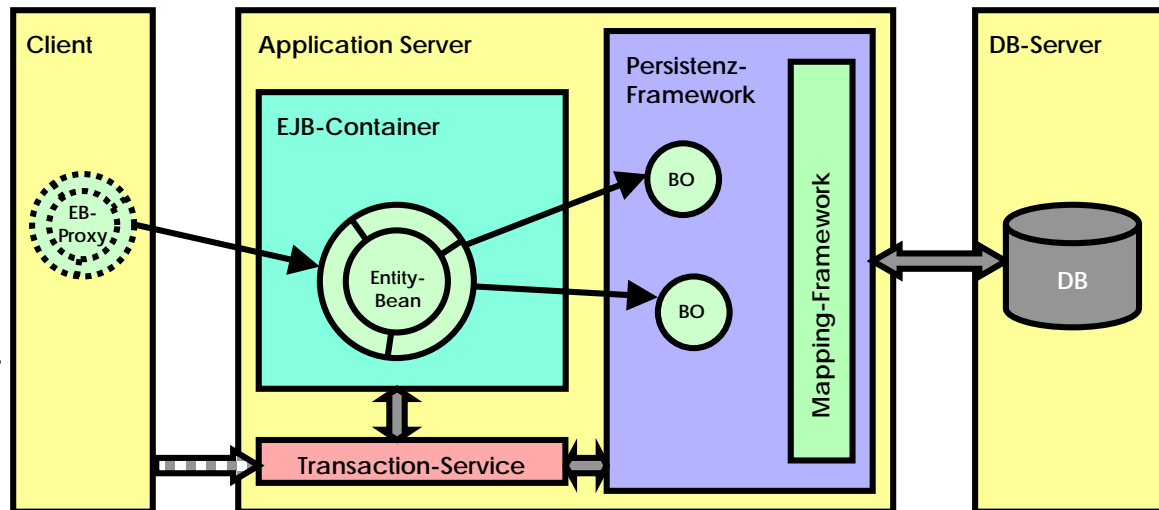 Client
EB-
Proxy
Application Server
EJB-Container
Entity-
Bean
Transaction-Service
Persistenz-
Framework
BO
BO
Mapping-Framework
DB-Server
DB